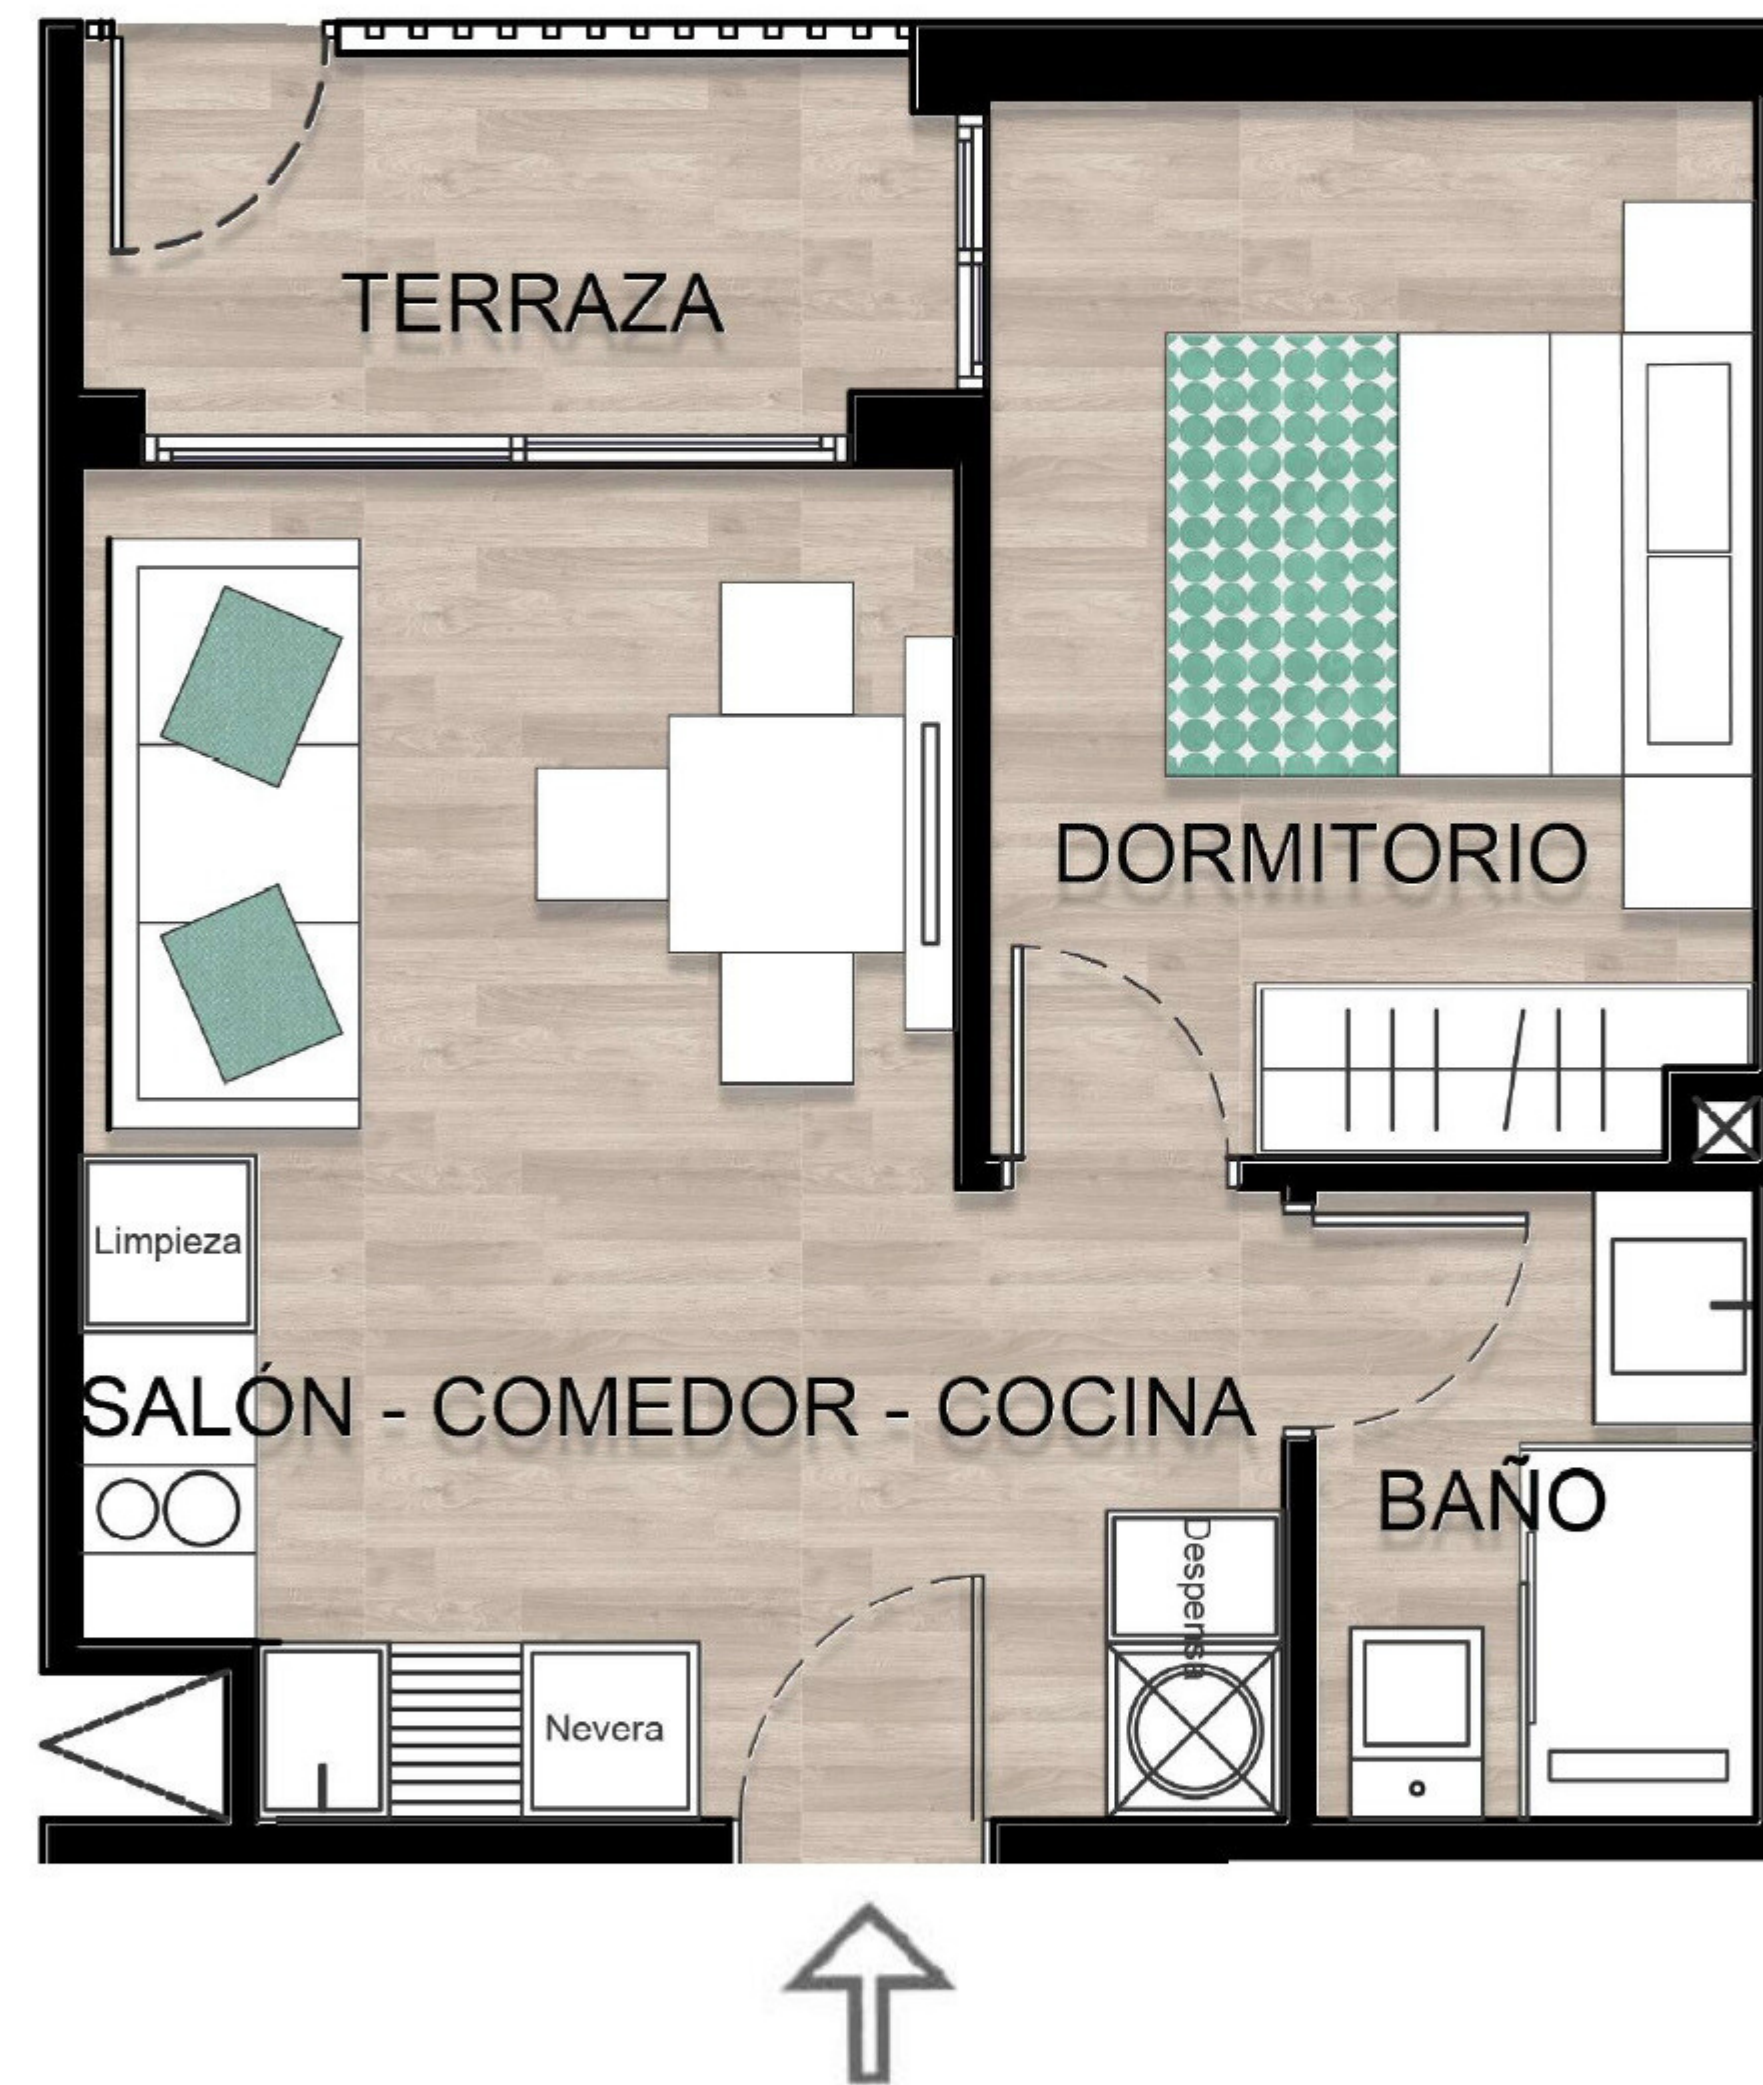 TERRAZA
DORMITORIO
Limpieza
SALÓN - COMEDOR - COCINA
BAÑO
Despensa
Nevera